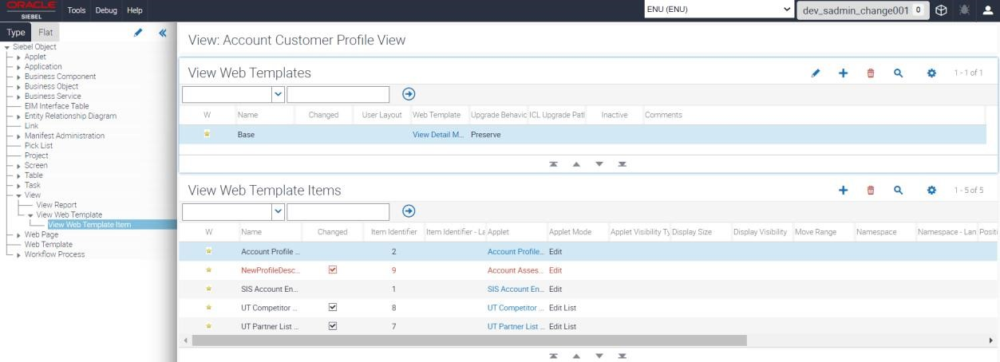 ORACLE
SIEBEL
Tools Debug Help
ENU (ENU)
dev_sadmin_change001 0
Type Flat
Siebel Object
Applet
Application
Business Component
Business Object
Business Service
EIM Interface Table
Entity Relationship Diagram
Link
Manifest Administration
Pick List
Project
Screen
Table
Task
View
View Report
View Web Template
View Web Template Item
Web Page
Web Template
Workflow Process
View: Account Customer Profile View
View Web Templates
1 - 1 of 1
W Name Changed User Layout Web Template Upgrade Behavic ICL Upgrade Patl Inactive Comments
Base View Detail M... Preserve
View Web Template Items
1 - 5 of 5
W Name Changed Item Identifier Item Identifier - La Applet Applet Mode Applet Visibility Ty Display Size Display Visibility Move Range Namespace Namespace - Lan Positi
Account Profile ... 2 Account Profile... Edit
NewProfileDesc... 9 Account Asses... Edit
SIS Account En... 1 SIS Account En... Edit
UT Competitor ... 8 UT Competitor ... Edit List
UT Partner List ... 7 UT Partner List ... Edit List